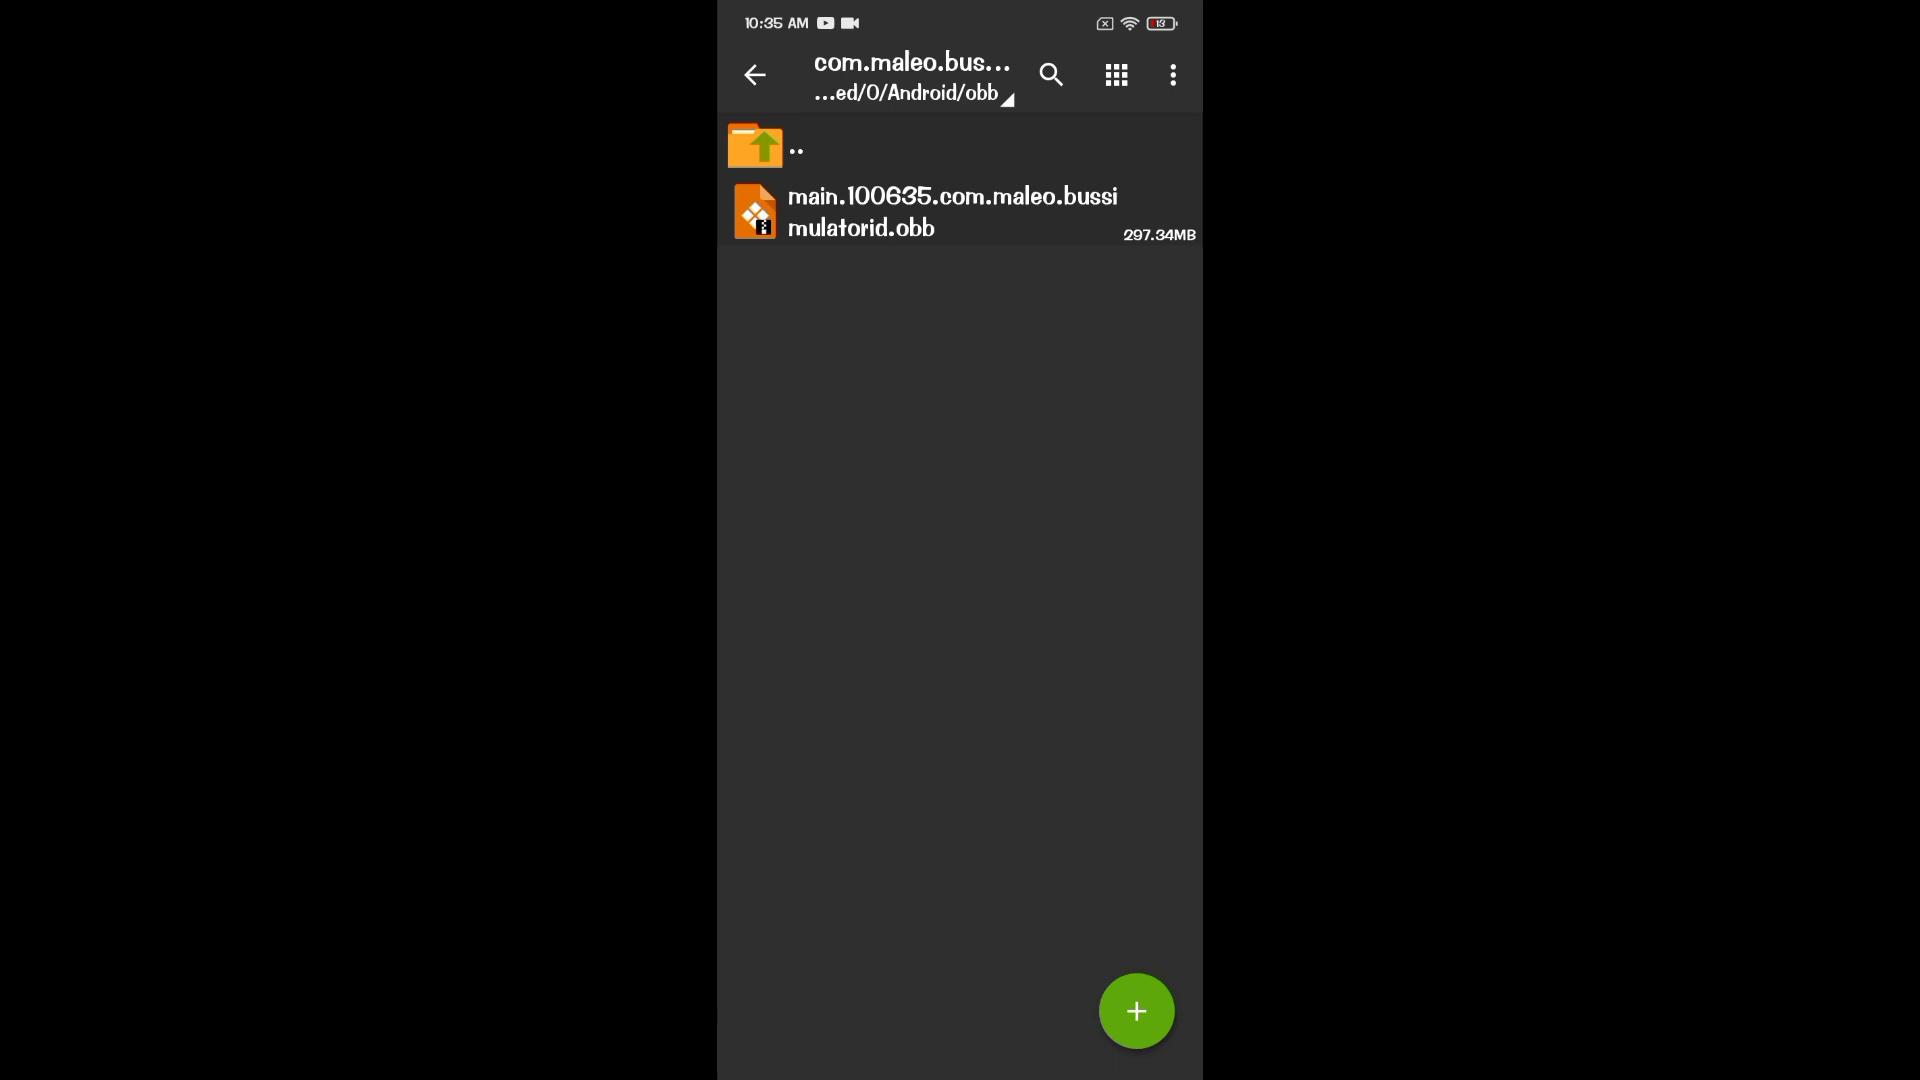 10:35 AM
13
com.maleo.bus...
...ed/0/Android/obb
..
main.100635.com.maleo.bussi
mulatorid.obb
297.34MB